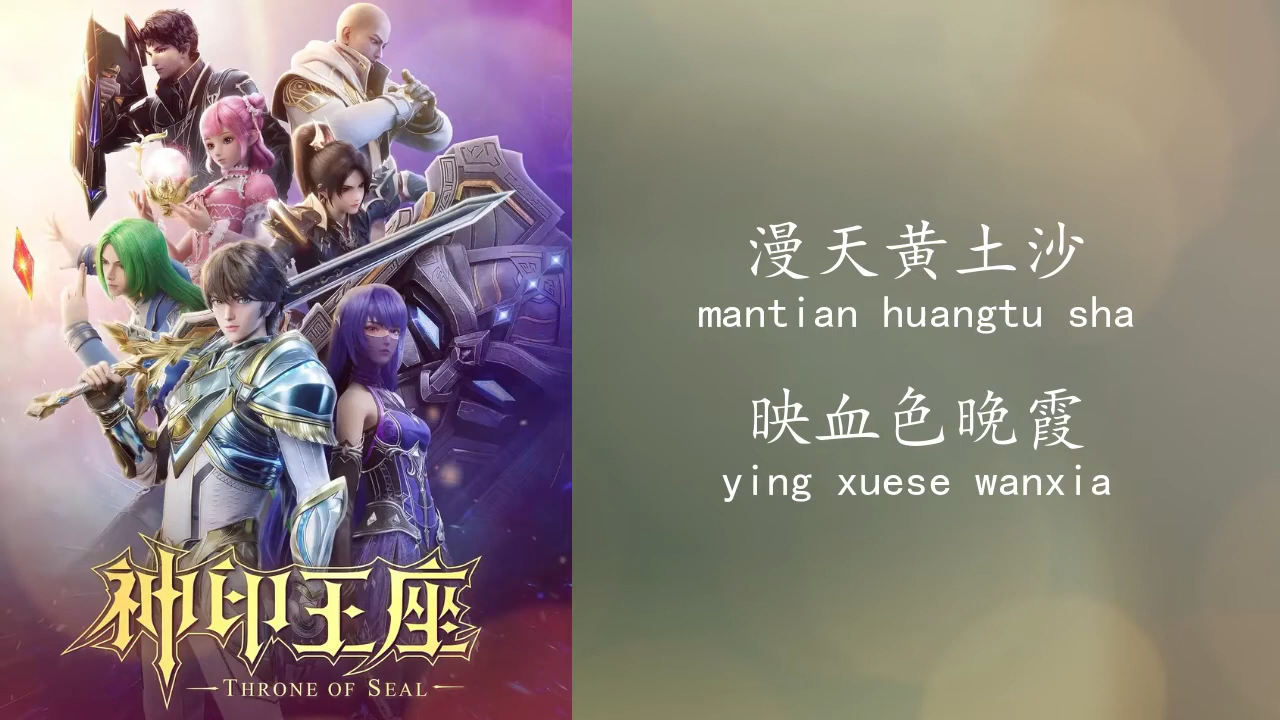 神印王座
THRONE OF SEAL
漫天黄土沙
mantian huangtu sha
映血色晚霞
ying xuese wanxia